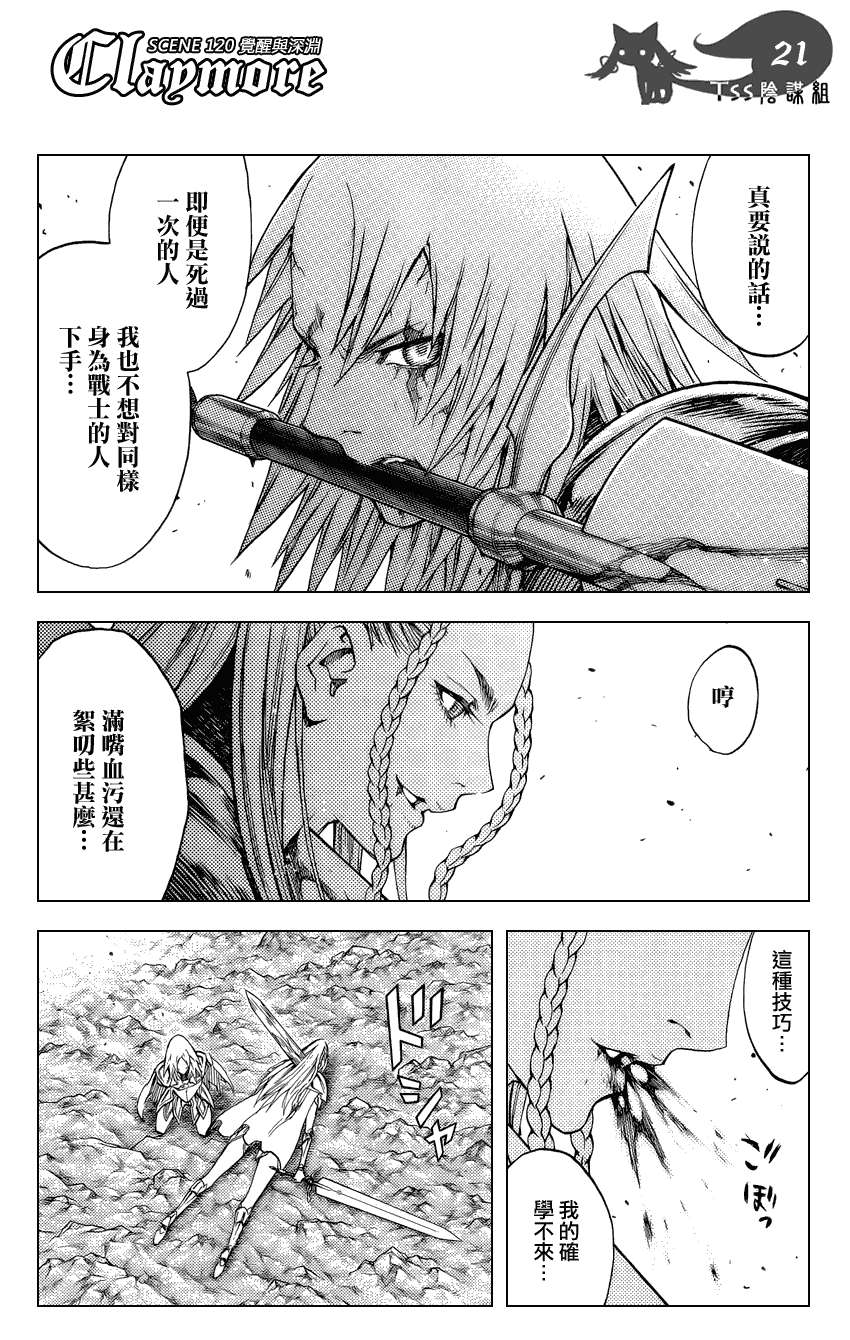 SCENE 120 覺醒與深淵
Claymore
21
Tss陰謀組
真要説的話…
即便是死過
一次的人
我也不想對同樣
身為戰士的人
下手…
哼
滿嘴血污還在
絮叨些甚麼…
這種技巧…
ごぼっ
我的確
學不來…
ドシャ